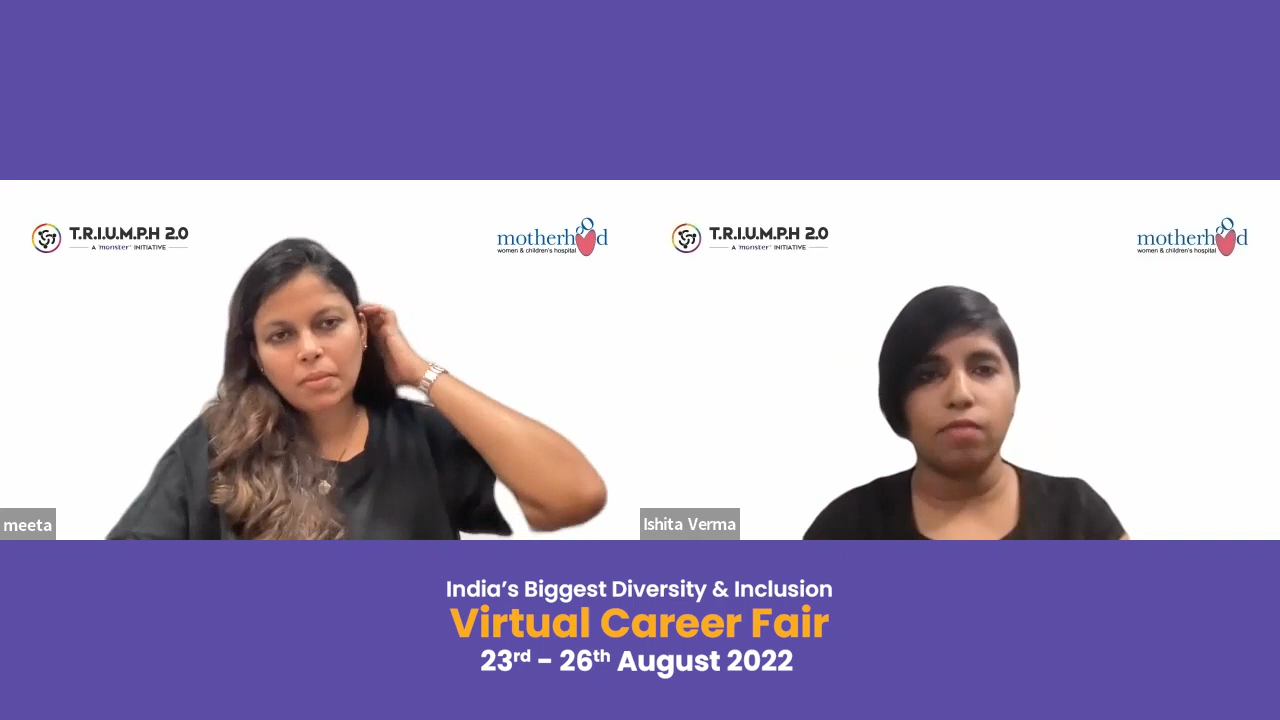 T.R.I.U.M.P.H 2.0
A monster INITIATIVE
motherhood
women & children's hospital
T.R.I.U.M.P.H 2.0
A monster INITIATIVE
motherhood
women & children's hospital
meeta
Ishita Verma
India's Biggest Diversity & Inclusion
Virtual Career Fair
23rd - 26th August 2022